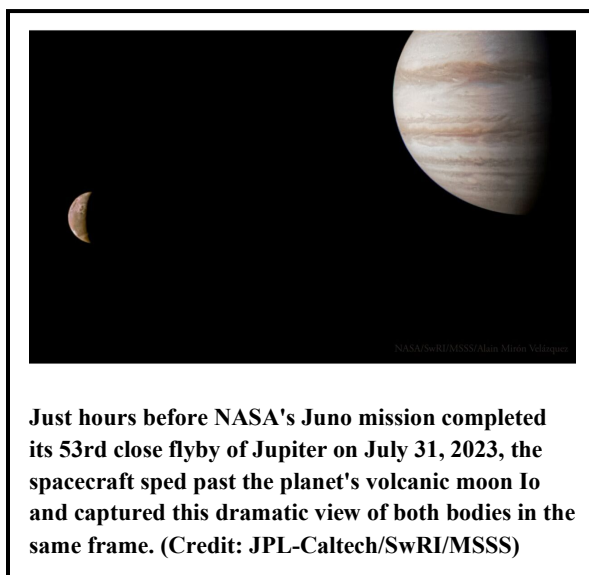 NASA/SwRI/MSSS/Alain Mirón Velázquez
Just hours before NASA's Juno mission completed
its 53rd close flyby of Jupiter on July 31, 2023, the
spacecraft sped past the planet's volcanic moon Io
and captured this dramatic view of both bodies in the
same frame. (Credit: JPL-Caltech/SwRI/MSSS)